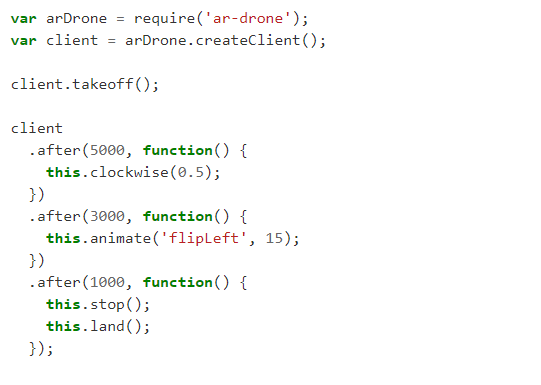 var arDrone = require('ar-drone');
var client = arDrone.createClient();

client.takeoff();

client
  .after(5000, function() {
    this.clockwise(0.5);
  })
  .after(3000, function() {
    this.animate('flipLeft', 15);
  })
  .after(1000, function() {
    this.stop();
    this.land();
  });